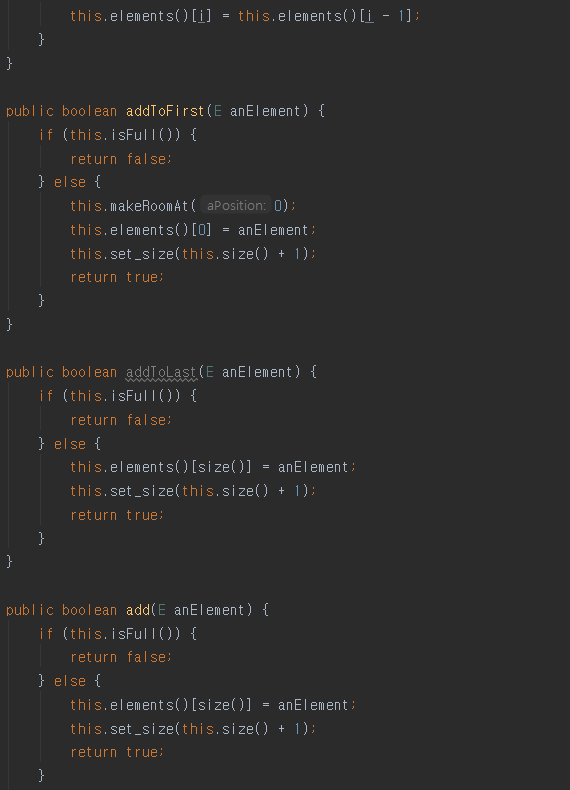 this.elements()[i] = this.elements()[i - 1];
}
}
public boolean addToFirst(E anElement) {
if (this.isFull()) {
return false;
} else {
this.makeRoomAt( aPosition: 0);
this.elements()[0] = anElement;
this.set_size(this.size() + 1);
return true;
}
}
public boolean addToLast(E anElement) {
if (this.isFull()) {
return false;
} else {
this.elements()[size()] = anElement;
this.set_size(this.size() + 1);
return true;
}
}
public boolean add(E anElement) {
if (this.isFull()) {
return false;
} else {
this.elements()[size()] = anElement;
this.set_size(this.size() + 1);
return true;
}